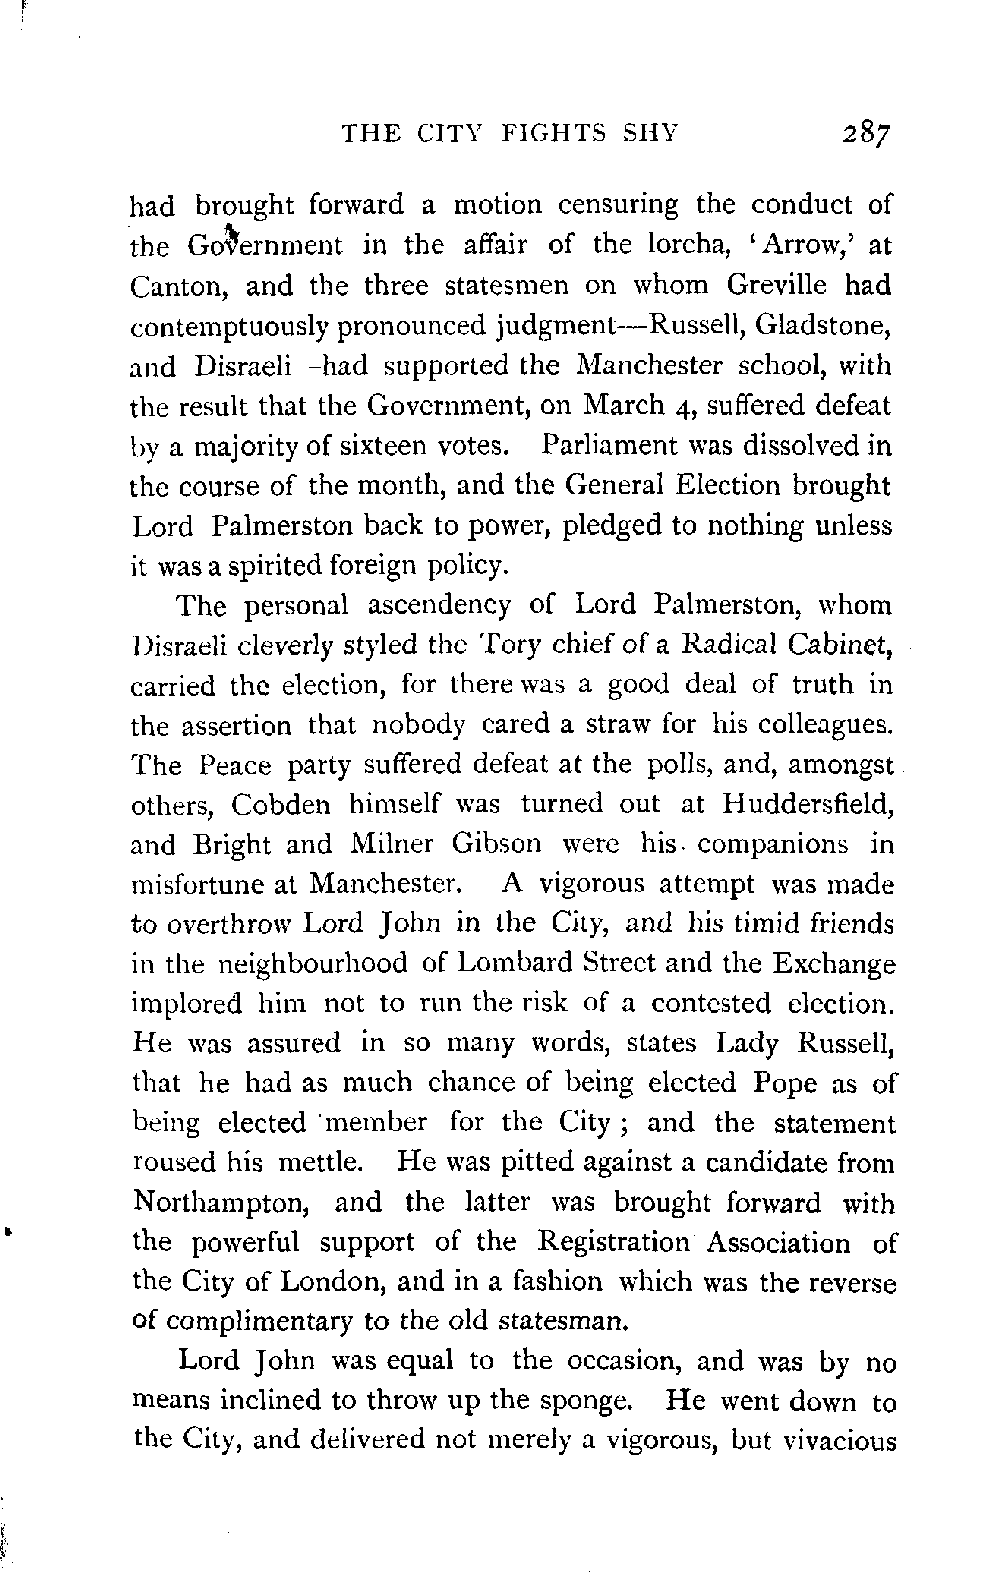 THE CITY FIGHTS SHY 287
had brought forward a motion censuring the conduct of
the Government in the affair of the lorcha, ‘Arrow,’ at
Canton, and the three statesmen on whom Greville had
contemptuously pronounced judgment—Russell, Gladstone,
and Disraeli –had supported the Manchester school, with
the result that the Government, on March 4, suffered defeat
by a majority of sixteen votes. Parliament was dissolved in
the course of the month, and the General Election brought
Lord Palmerston back to power, pledged to nothing unless
it was a spirited foreign policy.
The personal ascendency of Lord Palmerston, whom
Disraeli cleverly styled the Tory chief of a Radical Cabinet,
carried the election, for there was a good deal of truth in
the assertion that nobody cared a straw for his colleagues.
The Peace party suffered defeat at the polls, and, amongst
others, Cobden himself was turned out at Huddersfield,
and Bright and Milner Gibson were his companions in
misfortune at Manchester. A vigorous attempt was made
to overthrow Lord John in the City, and his timid friends
in the neighbourhood of Lombard Street and the Exchange
implored him not to run the risk of a contested election.
He was assured in so many words, states Lady Russell,
that he had as much chance of being elected Pope as of
being elected member for the City ; and the statement
roused his mettle. He was pitted against a candidate from
Northampton, and the latter was brought forward with
the powerful support of the Registration Association of
the City of London, and in a fashion which was the reverse
of complimentary to the old statesman.
Lord John was equal to the occasion, and was by no
means inclined to throw up the sponge. He went down to
the City, and delivered not merely a vigorous, but vivacious